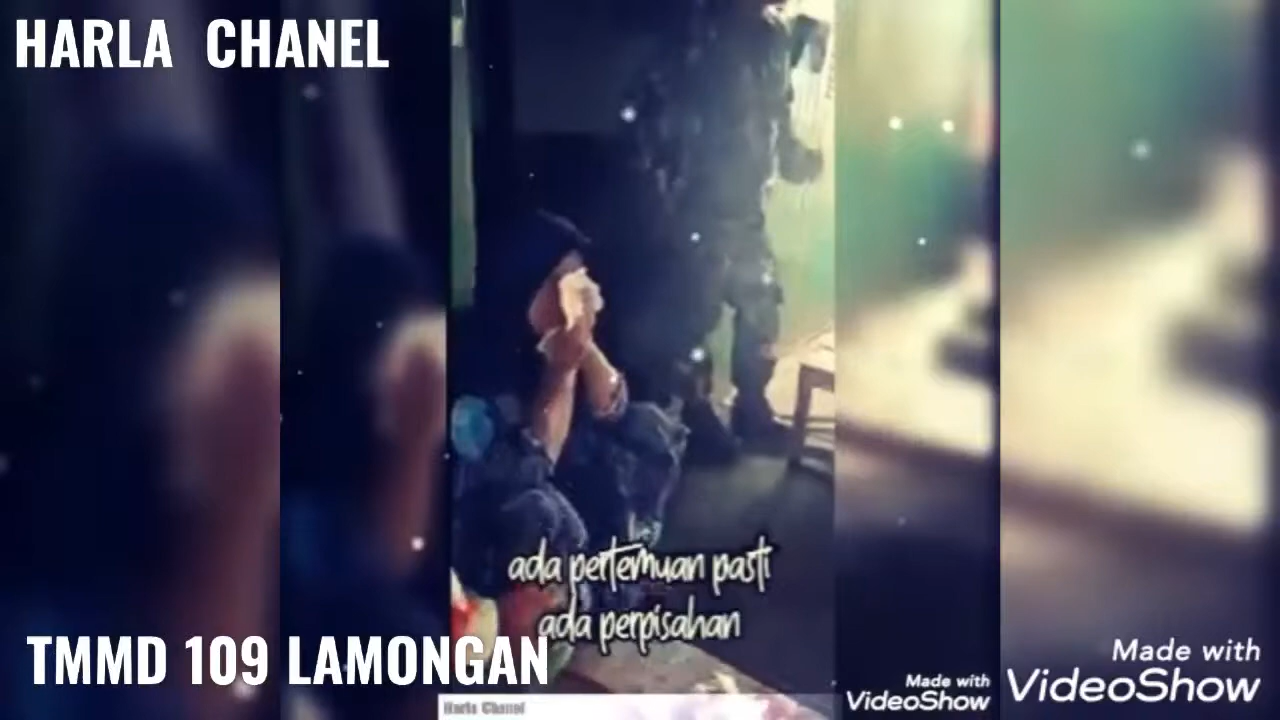 HARLA CHANEL
ada pertemuan pasti
ada perpisahan
TMMD 109 LAMONGAN
Harla Chanel
Made with
VideoShow
Made with
VideoShow